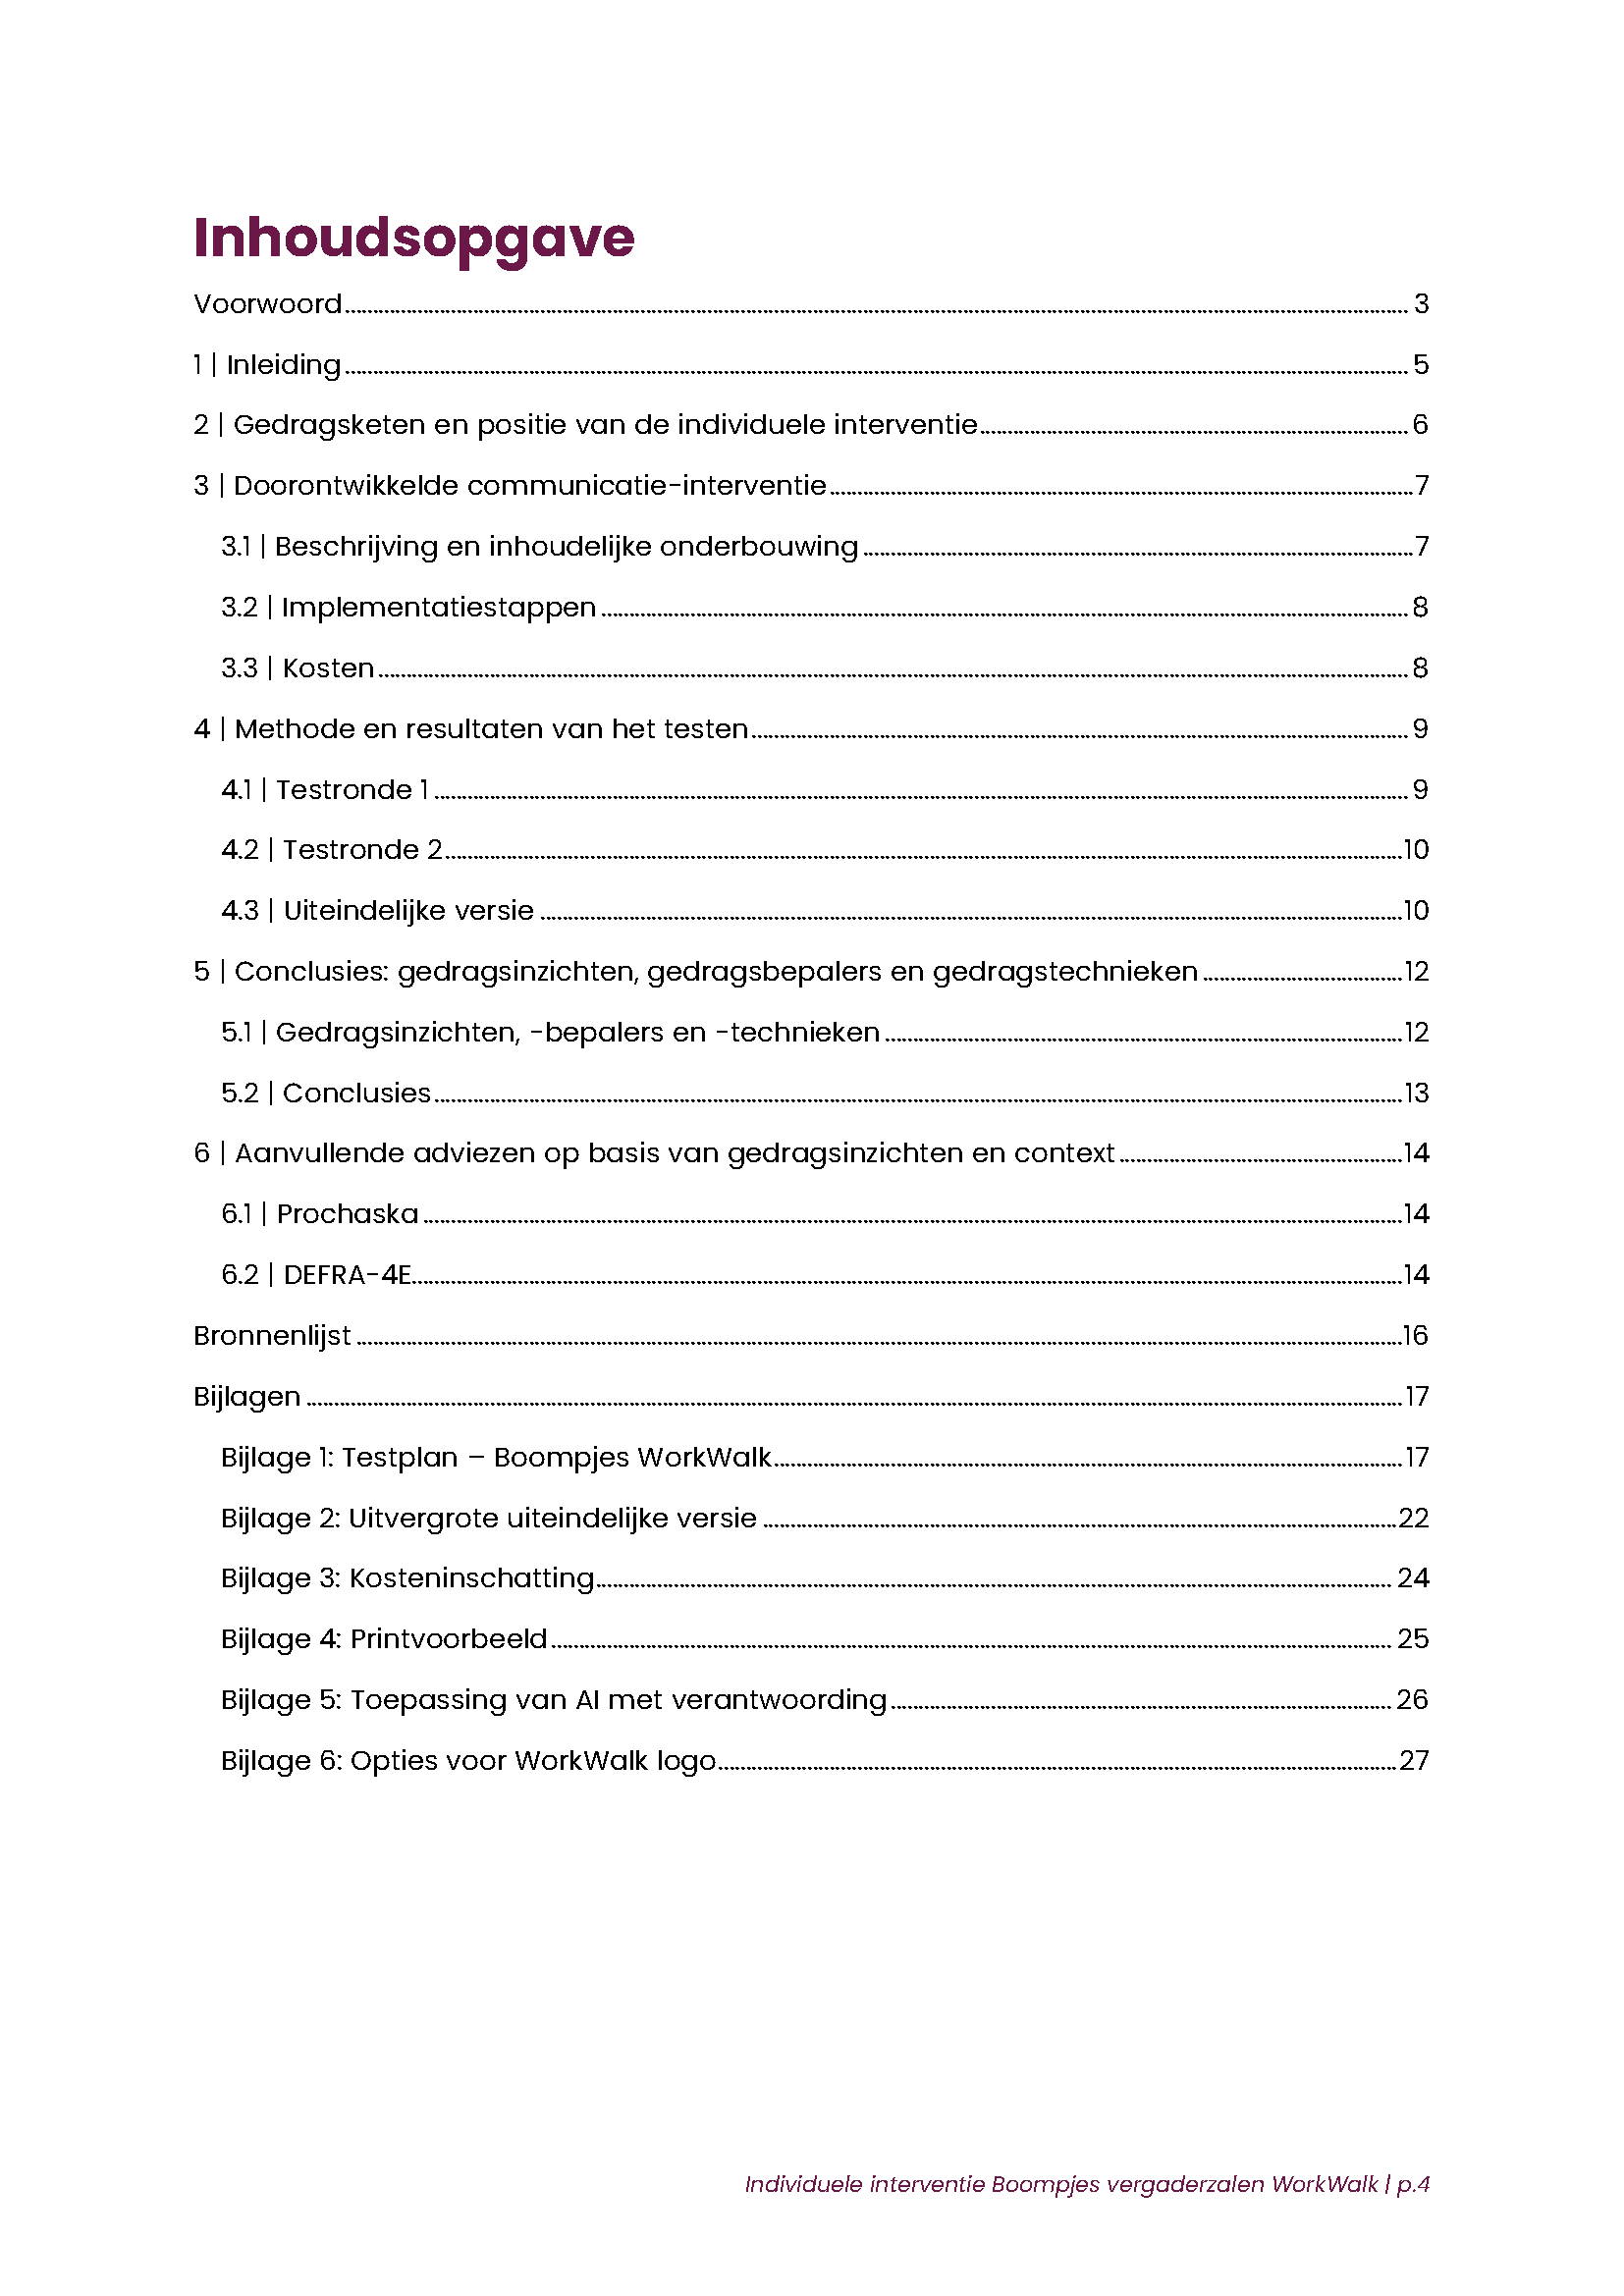 Inhoudsopgave
Voorwoord 3
1 | Inleiding 5
2 | Gedragsketen en positie van de individuele interventie 6
3 | Doorontwikkelde communicatie-interventie 7
3.1 | Beschrijving en inhoudelijke onderbouwing 7
3.2 | Implementatiestappen 8
3.3 | Kosten 8
4 | Methode en resultaten van het testen 9
4.1 | Testronde 1 9
4.2 | Testronde 2 10
4.3 | Uiteindelijke versie 10
5 | Conclusies: gedragsinzichten, gedragsbepalers en gedragstechnieken 12
5.1 | Gedragsinzichten, -bepalers en -technieken 12
5.2 | Conclusies 13
6 | Aanvullende adviezen op basis van gedragsinzichten en context 14
6.1 | Prochaska 14
6.2 | DEFRA-4E 14
Bronnenlijst 16
Bijlagen 17
Bijlage 1: Testplan – Boompjes WorkWalk 17
Bijlage 2: Uitvergrote uiteindelijke versie 22
Bijlage 3: Kosteninschatting 24
Bijlage 4: Printvoorbeeld 25
Bijlage 5: Toepassing van AI met verantwoording 26
Bijlage 6: Opties voor WorkWalk logo 27
Individuele interventie Boompjes vergaderzalen WorkWalk | p.4